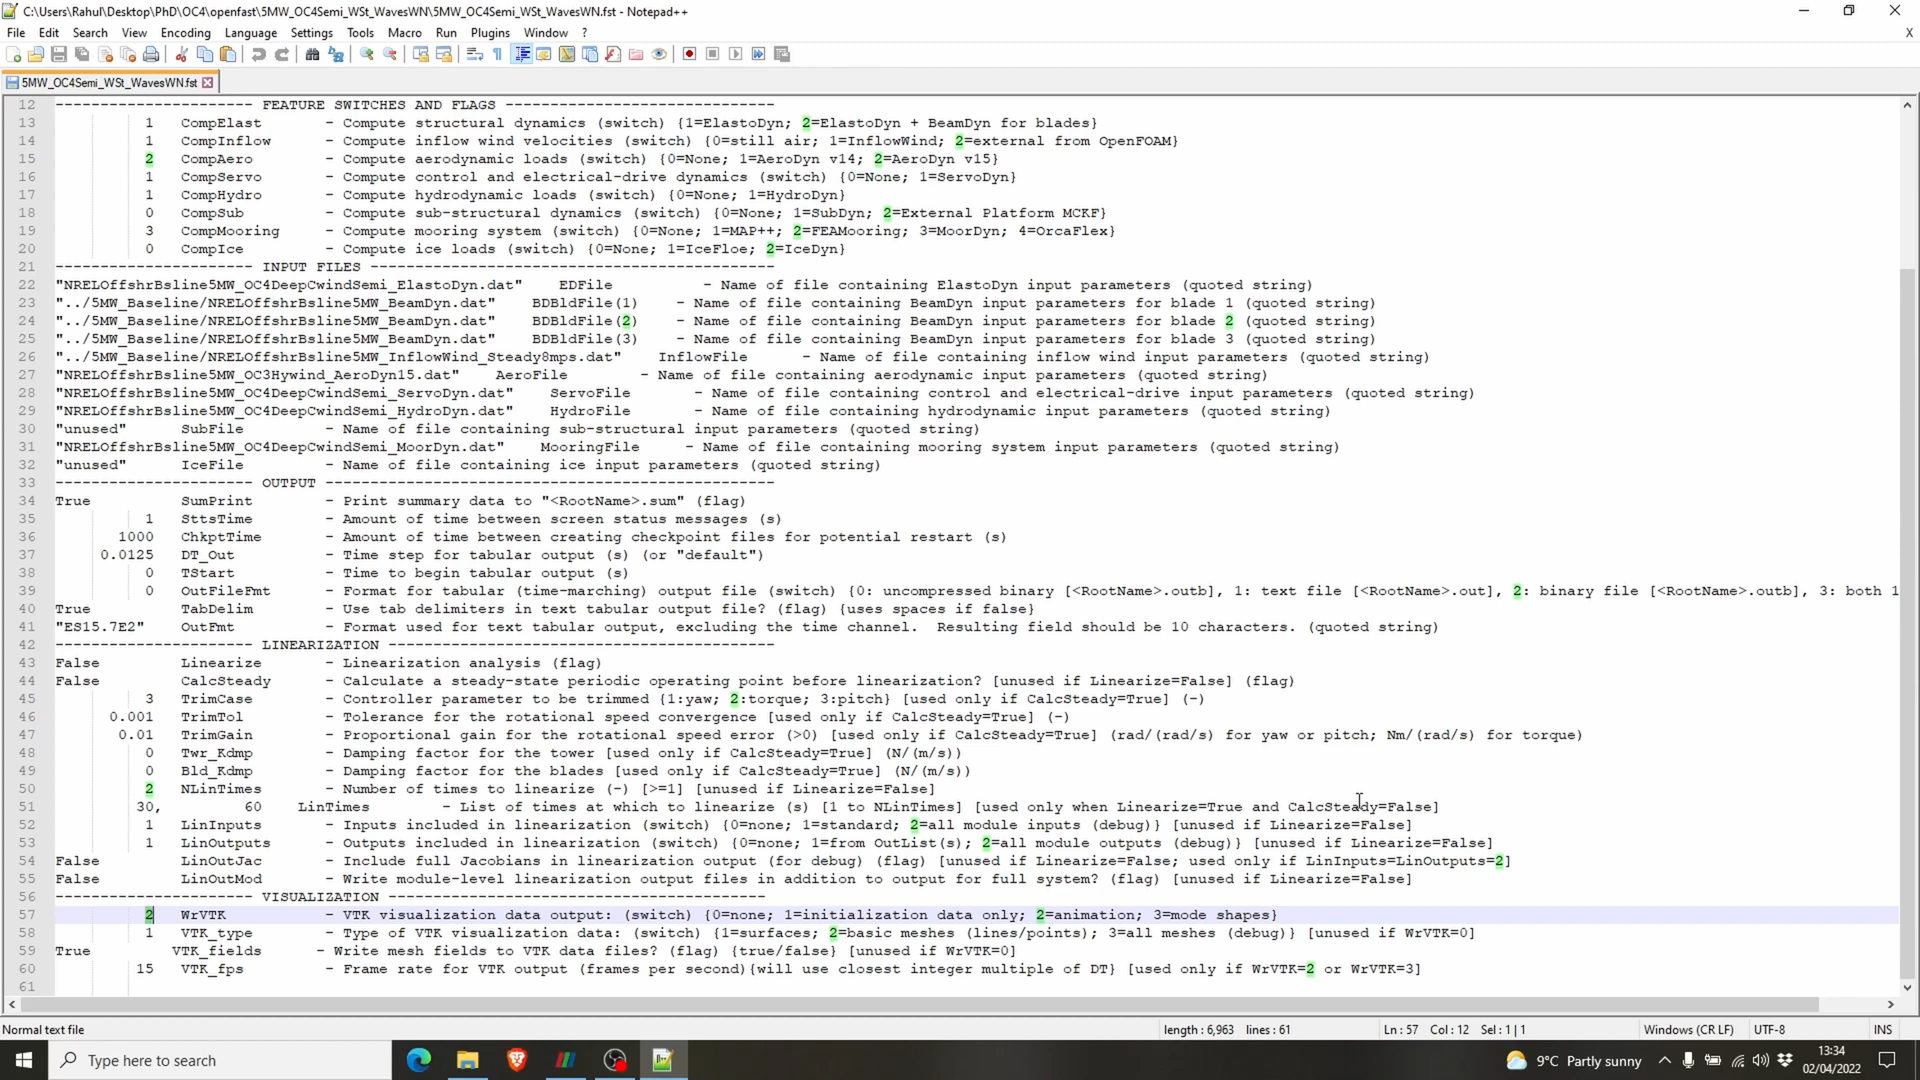 C:\Users\Rahul\Desktop\PhD\OC4\openfast\5MW_OC4Semi_WSt_WavesWN\5MW_OC4Semi_WSt_WavesWN.fst - Notepad++
File Edit Search View Encoding Language Settings Tools Macro Run Plugins Window ? X
5MW_OC4Semi_WSt_WavesWN.fst
12 ---------------------- FEATURE SWITCHES AND FLAGS ------------------------------
13 1 CompElast - Compute structural dynamics (switch) {1=ElastoDyn; 2=ElastoDyn + BeamDyn for blades}
14 1 CompInflow - Compute inflow wind velocities (switch) {0=still air; 1=InflowWind; 2=external from OpenFOAM}
15 2 CompAero - Compute aerodynamic loads (switch) {0=None; 1=AeroDyn v14; 2=AeroDyn v15}
16 1 CompServo - Compute control and electrical-drive dynamics (switch) {0=None; 1=ServoDyn}
17 1 CompHydro - Compute hydrodynamic loads (switch) {0=None; 1=HydroDyn}
18 0 CompSub - Compute sub-structural dynamics (switch) {0=None; 1=SubDyn; 2=External Platform MCKF}
19 3 CompMooring - Compute mooring system (switch) {0=None; 1=MAP++; 2=FEAMooring; 3=MoorDyn; 4=OrcaFlex}
20 0 CompIce - Compute ice loads (switch) {0=None; 1=IceFloe; 2=IceDyn}
21 ---------------------- INPUT FILES ---------------------------------------------
22 "NRELOffshrBsline5MW_OC4DeepCwindSemi_ElastoDyn.dat" EDFile - Name of file containing ElastoDyn input parameters (quoted string)
23 "../5MW_Baseline/NRELOffshrBsline5MW_BeamDyn.dat" BDBldFile(1) - Name of file containing BeamDyn input parameters for blade 1 (quoted string)
24 "../5MW_Baseline/NRELOffshrBsline5MW_BeamDyn.dat" BDBldFile(2) - Name of file containing BeamDyn input parameters for blade 2 (quoted string)
25 "../5MW_Baseline/NRELOffshrBsline5MW_BeamDyn.dat" BDBldFile(3) - Name of file containing BeamDyn input parameters for blade 3 (quoted string)
26 "../5MW_Baseline/NRELOffshrBsline5MW_InflowWind_Steady8mps.dat" InflowFile - Name of file containing inflow wind input parameters (quoted string)
27 "NRELOffshrBsline5MW_OC3Hywind_AeroDyn15.dat" AeroFile - Name of file containing aerodynamic input parameters (quoted string)
28 "NRELOffshrBsline5MW_OC4DeepCwindSemi_ServoDyn.dat" ServoFile - Name of file containing control and electrical-drive input parameters (quoted string)
29 "NRELOffshrBsline5MW_OC4DeepCwindSemi_HydroDyn.dat" HydroFile - Name of file containing hydrodynamic input parameters (quoted string)
30 "unused" SubFile - Name of file containing sub-structural input parameters (quoted string)
31 "NRELOffshrBsline5MW_OC4DeepCwindSemi_MoorDyn.dat" MooringFile - Name of file containing mooring system input parameters (quoted string)
32 "unused" IceFile - Name of file containing ice input parameters (quoted string)
33 ---------------------- OUTPUT --------------------------------------------------
34 True SumPrint - Print summary data to "<RootName>.sum" (flag)
35 1 SttsTime - Amount of time between screen status messages (s)
36 1000 ChkptTime - Amount of time between creating checkpoint files for potential restart (s)
37 0.0125 DT_Out - Time step for tabular output (s) (or "default")
38 0 TStart - Time to begin tabular output (s)
39 0 OutFileFmt - Format for tabular (time-marching) output file (switch) {0: uncompressed binary [<RootName>.outb], 1: text file [<RootName>.out], 2: binary file [<RootName>.outb], 3: both 1
40 True TabDelim - Use tab delimiters in text tabular output file? (flag) {uses spaces if false}
41 "ES15.7E2" OutFmt - Format used for text tabular output, excluding the time channel. Resulting field should be 10 characters. (quoted string)
42 ---------------------- LINEARIZATION -------------------------------------------
43 False Linearize - Linearization analysis (flag)
44 False CalcSteady - Calculate a steady-state periodic operating point before linearization? [unused if Linearize=False] (flag)
45 3 TrimCase - Controller parameter to be trimmed {1:yaw; 2:torque; 3:pitch} [used only if CalcSteady=True] (-)
46 0.001 TrimTol - Tolerance for the rotational speed convergence [used only if CalcSteady=True] (-)
47 0.01 TrimGain - Proportional gain for the rotational speed error (>0) [used only if CalcSteady=True] (rad/(rad/s) for yaw or pitch; Nm/(rad/s) for torque)
48 0 Twr_Kdmp - Damping factor for the tower [used only if CalcSteady=True] (N/(m/s))
49 0 Bld_Kdmp - Damping factor for the blades [used only if CalcSteady=True] (N/(m/s))
50 2 NLinTimes - Number of times to linearize (-) [>=1] [unused if Linearize=False]
51 30, 60 LinTimes - List of times at which to linearize (s) [1 to NLinTimes] [used only when Linearize=True and CalcSteady=False]
52 1 LinInputs - Inputs included in linearization (switch) {0=none; 1=standard; 2=all module inputs (debug)} [unused if Linearize=False]
53 1 LinOutputs - Outputs included in linearization (switch) {0=none; 1=from OutList(s); 2=all module outputs (debug)} [unused if Linearize=False]
54 False LinOutJac - Include full Jacobians in linearization output (for debug) (flag) [unused if Linearize=False; used only if LinInputs=LinOutputs=2]
55 False LinOutMod - Write module-level linearization output files in addition to output for full system? (flag) [unused if Linearize=False]
56 ---------------------- VISUALIZATION ------------------------------------------
57 2 WrVTK - VTK visualization data output: (switch) {0=none; 1=initialization data only; 2=animation; 3=mode shapes}
58 1 VTK_type - Type of VTK visualization data: (switch) {1=surfaces; 2=basic meshes (lines/points); 3=all meshes (debug)} [unused if WrVTK=0]
59 True VTK_fields - Write mesh fields to VTK data files? (flag) {true/false} [unused if WrVTK=0]
60 15 VTK_fps - Frame rate for VTK output (frames per second){will use closest integer multiple of DT} [used only if WrVTK=2 or WrVTK=3]
61
Normal text file length : 6,963 lines : 61 Ln : 57 Col : 12 Sel : 1 | 1 Windows (CR LF) UTF-8 INS
Type here to search 9°C Partly sunny 13:34
02/04/2022